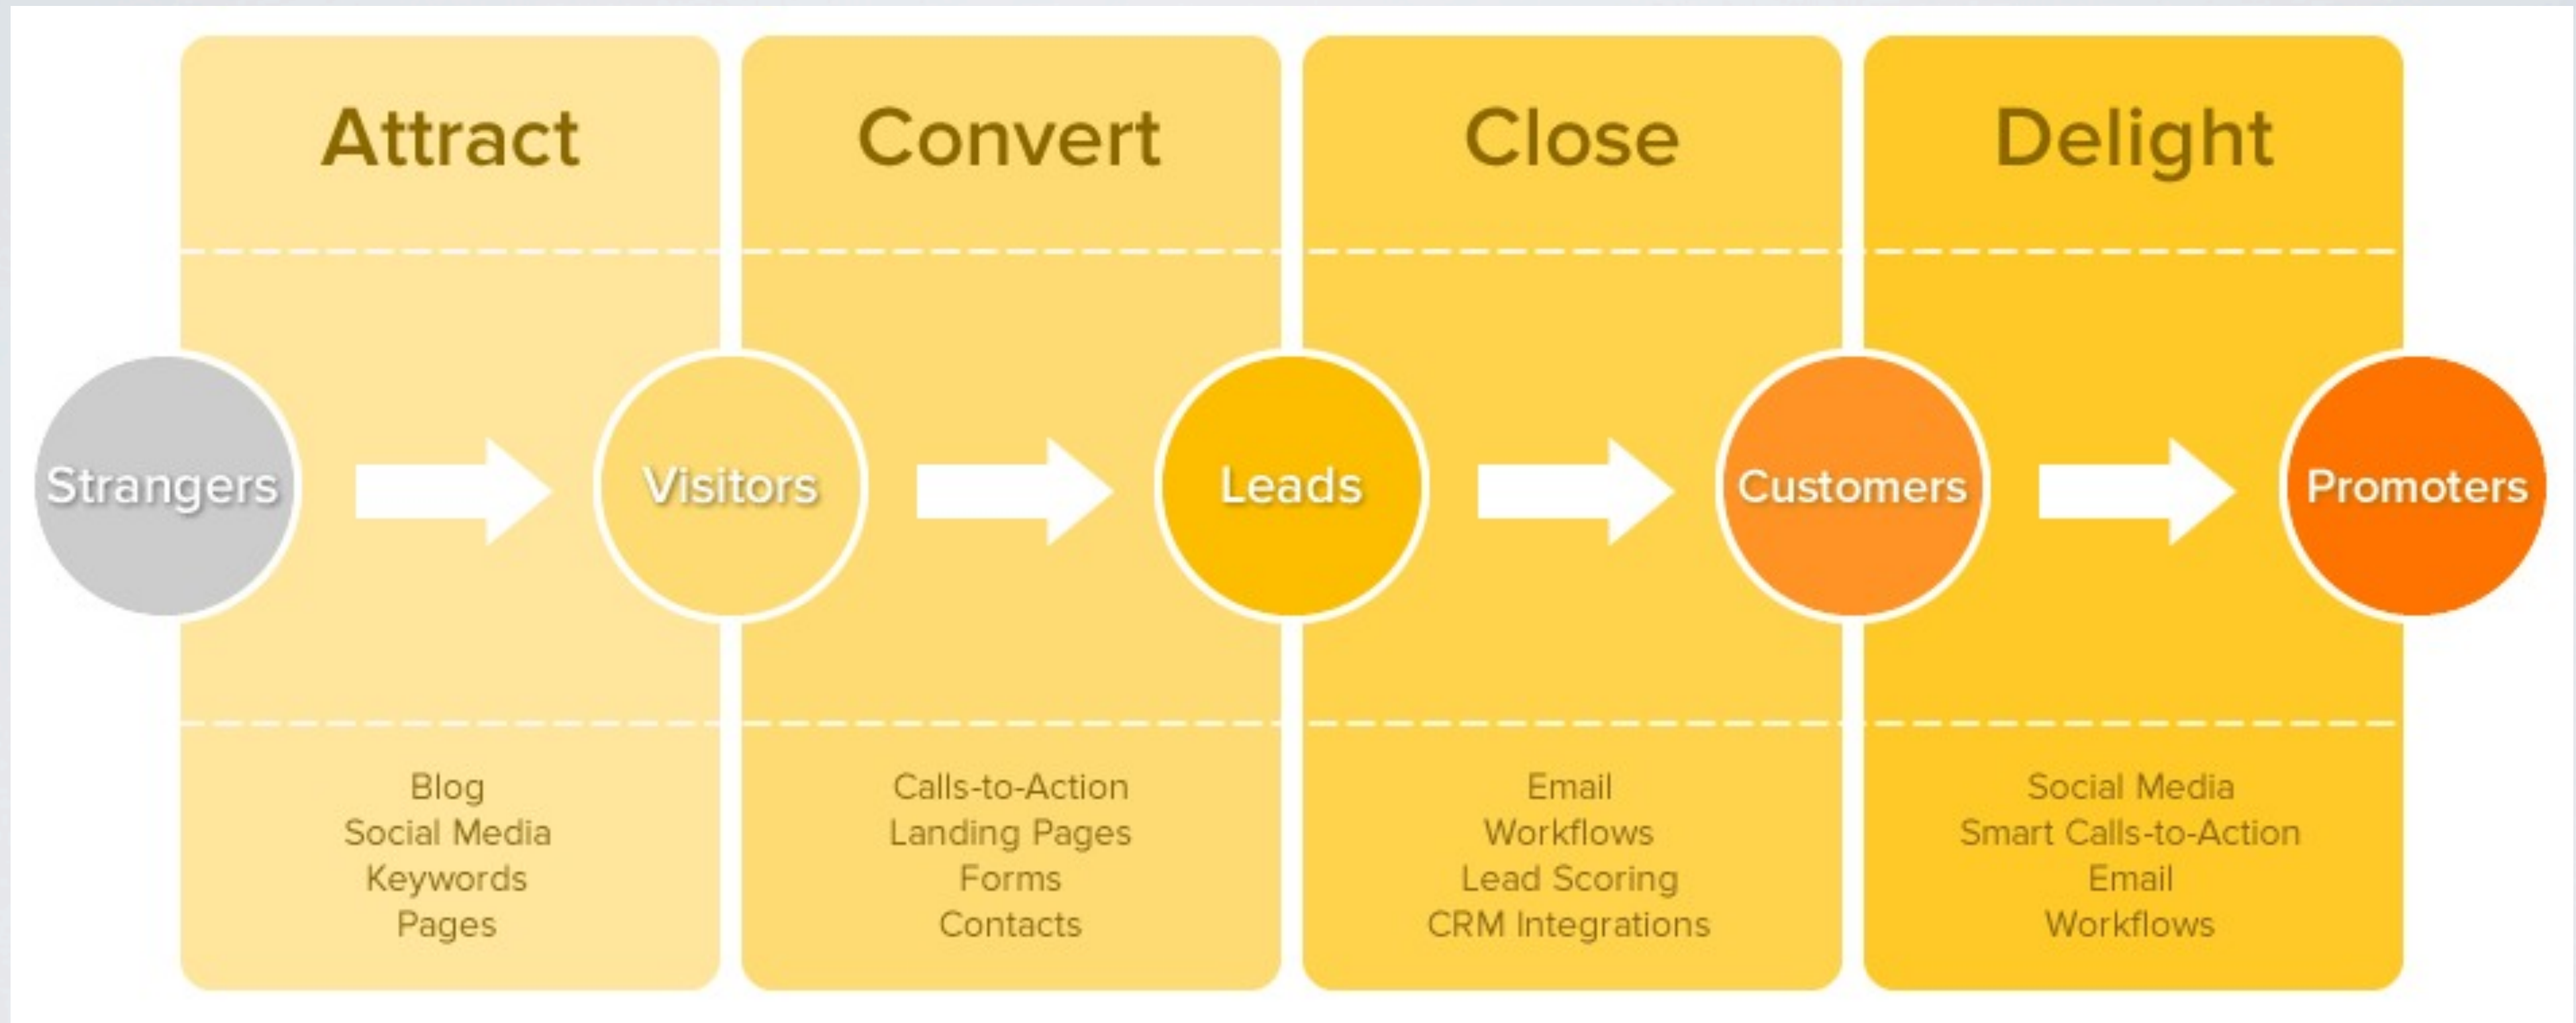 Attract
Convert
Close
Delight
Strangers
Visitors
Leads
Customers
Promoters
Blog
Social Media
Keywords
Pages
Calls-to-Action
Landing Pages
Forms
Contacts
Email
Workflows
Lead Scoring
CRM Integrations
Social Media
Smart Calls-to-Action
Email
Workflows